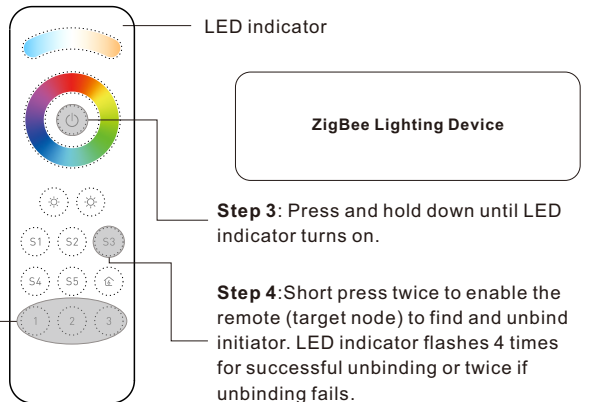 LED indicator
ZigBee Lighting Device
Step 3: Press and hold down until LED
indicator turns on.
S1 S2 S3
S4 S5
Step 4:Short press twice to enable the
remote (target node) to find and unbind
initiator. LED indicator flashes 4 times
for successful unbinding or twice if
unbinding fails.
1 2 3